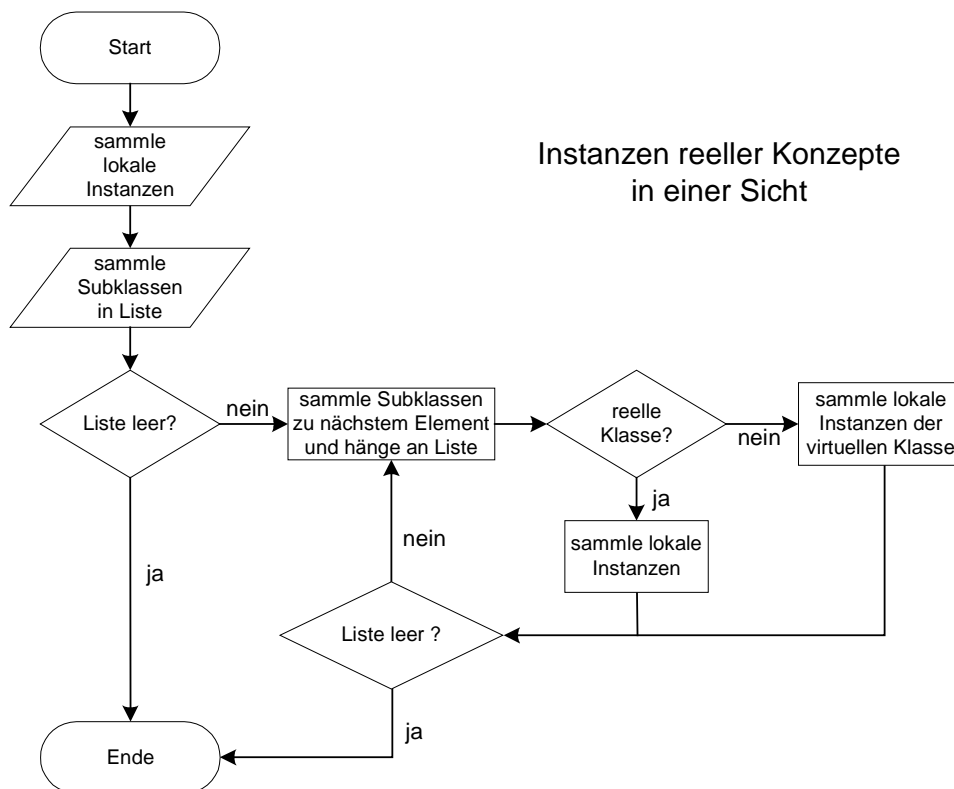 Start
sammle
lokale
Instanzen
Instanzen reeller Konzepte
in einer Sicht
sammle
Subklassen
in Liste
Liste leer?
nein
sammle Subklassen
zu nächstem Element
und hänge an Liste
reelle
Klasse?
nein
sammle lokale
Instanzen der
virtuellen Klasse
ja
sammle lokale
Instanzen
nein
ja
Liste leer ?
ja
Ende